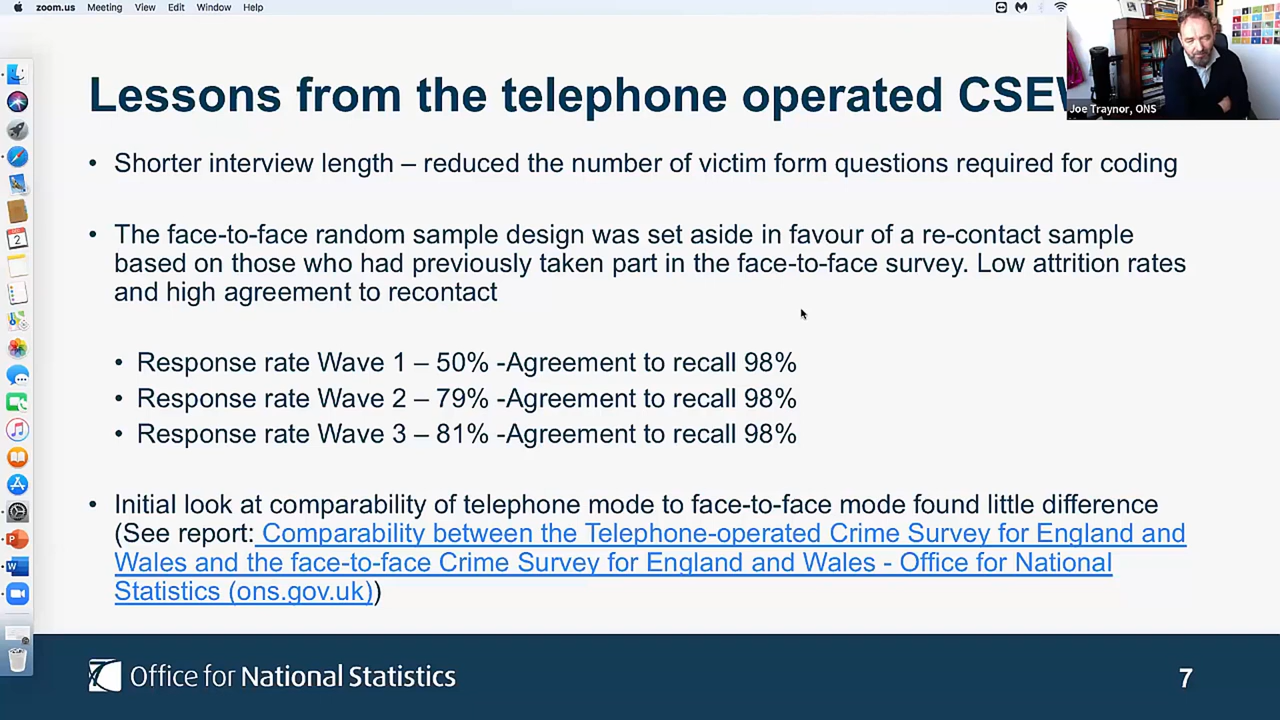 zoom.us Meeting View Edit Window Help
Lessons from the telephone operated CSEW
Joe Traynor, ONS
• Shorter interview length – reduced the number of victim form questions required for coding
• The face-to-face random sample design was set aside in favour of a re-contact sample
based on those who had previously taken part in the face-to-face survey. Low attrition rates
and high agreement to recontact
• Response rate Wave 1 – 50% -Agreement to recall 98%
• Response rate Wave 2 – 79% -Agreement to recall 98%
• Response rate Wave 3 – 81% -Agreement to recall 98%
• Initial look at comparability of telephone mode to face-to-face mode found little difference
(See report: Comparability between the Telephone-operated Crime Survey for England and
Wales and the face-to-face Crime Survey for England and Wales - Office for National
Statistics (ons.gov.uk))
Office for National Statistics
7
2